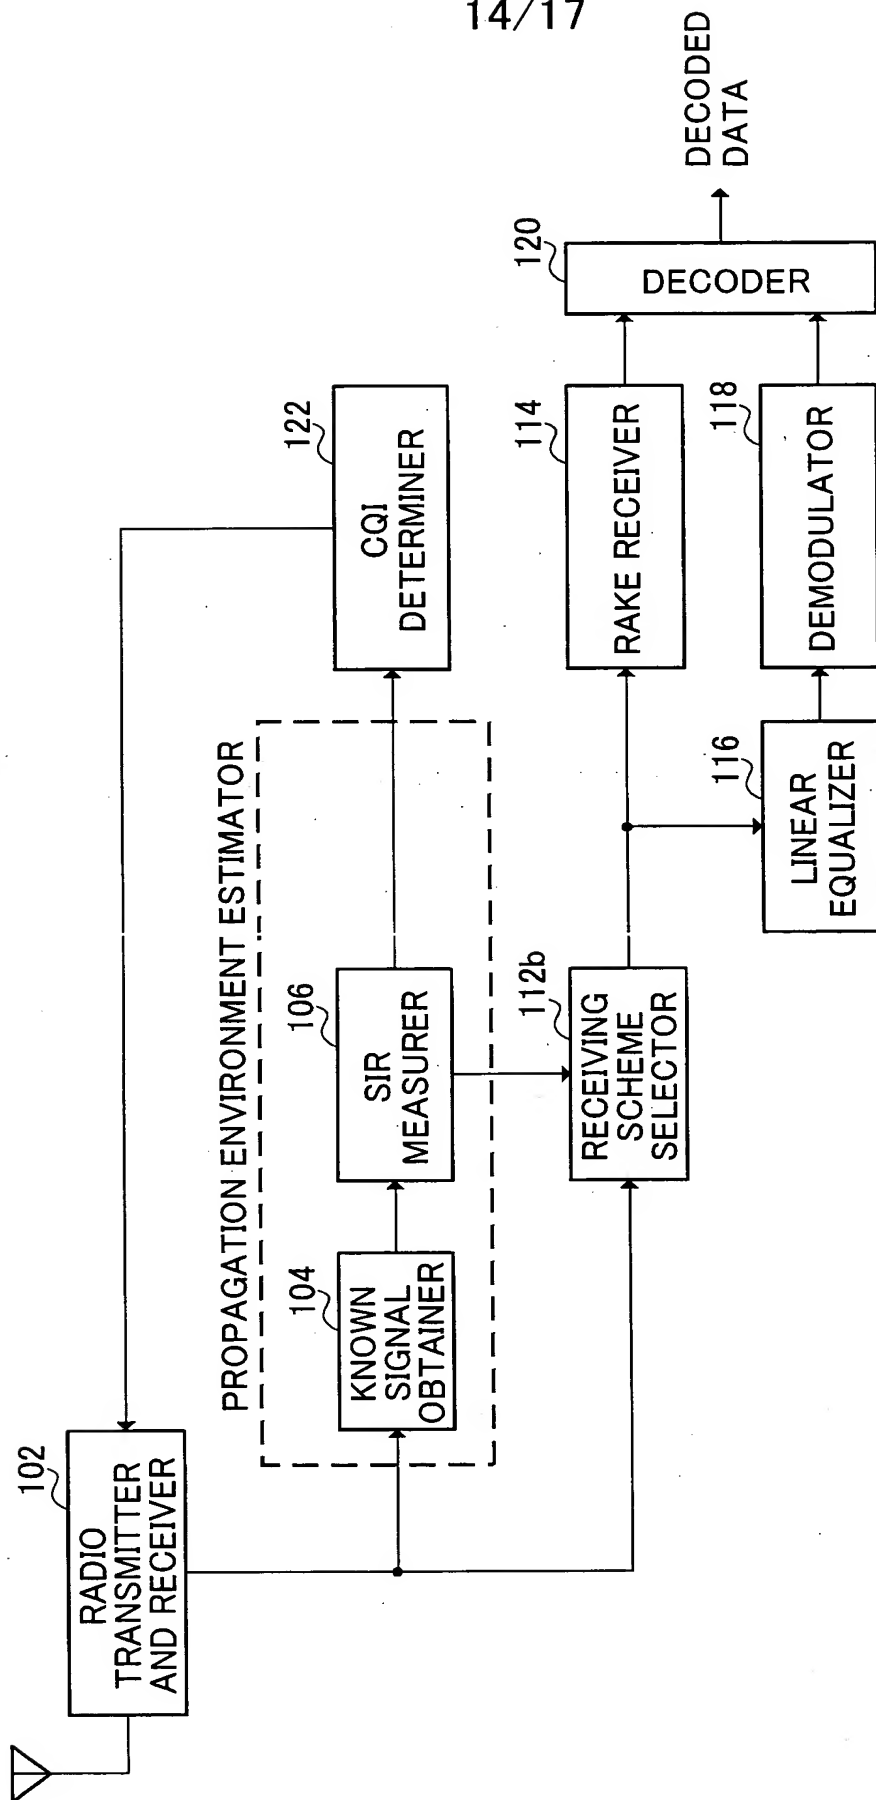 14/17
102
RADIO
TRANSMITTER
AND RECEIVER
PROPAGATION ENVIRONMENT ESTIMATOR
104
KNOWN
SIGNAL
OBTAINER
106
SIR
MEASURER
122
CQI
DETERMINER
112b
RECEIVING
SCHEME
SELECTOR
114
RAKE RECEIVER
116
LINEAR
EQUALIZER
118
DEMODULATOR
120
DECODER
DECODED
DATA